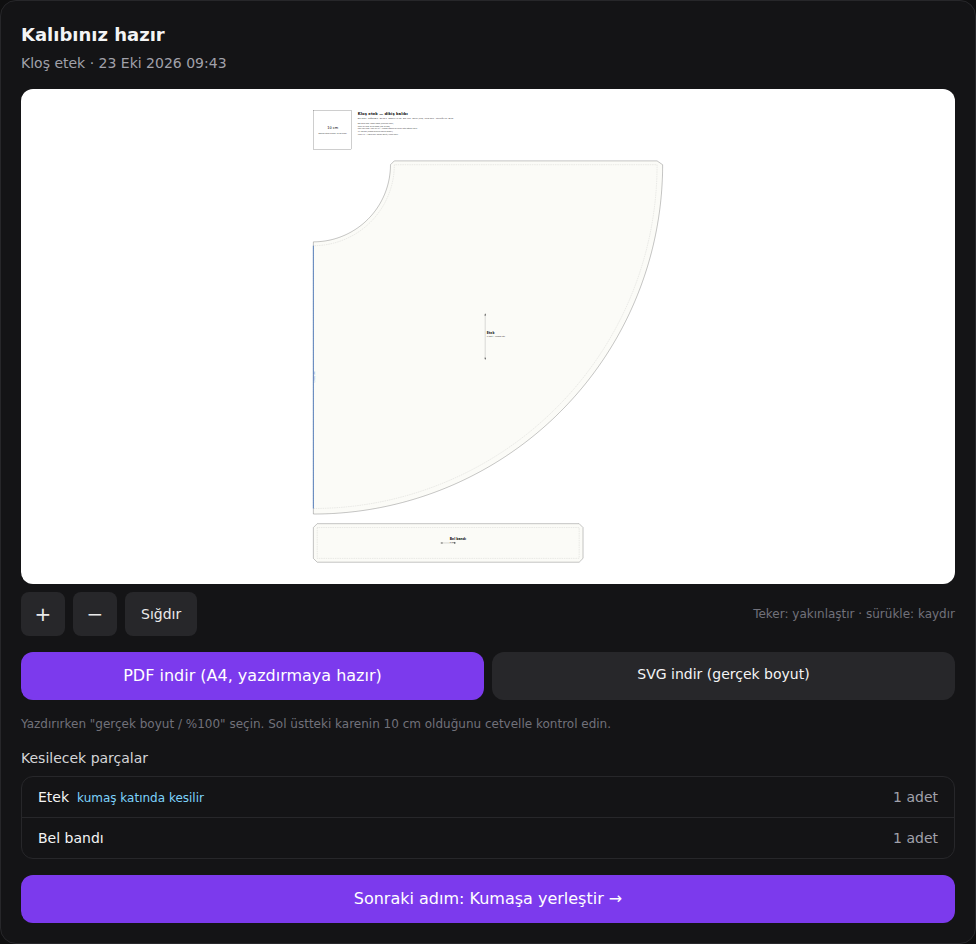 Kalıbınız hazır
Kloş etek · 23 Eki 2026 09:43
10 cm
Kloş etek — dikiş kalıbı
Etek
Bel bandı
+
−
Sığdır
Teker: yakınlaştır · sürükle: kaydır
PDF indir (A4, yazdırmaya hazır)
SVG indir (gerçek boyut)
Yazdırırken "gerçek boyut / %100" seçin. Sol üstteki karenin 10 cm olduğunu cetvelle kontrol edin.
Kesilecek parçalar
Etek kumaş katında kesilir
1 adet
Bel bandı
1 adet
Sonraki adım: Kumaşa yerleştir →